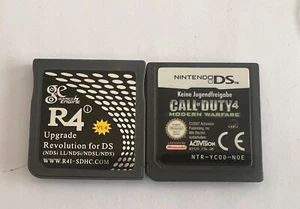 R4 i
Upgrade
Revolution for DS
(NDSi LL/NDSi/NDSL/NDS)
www.R4i-SDHC.com
NINTENDO DS
Keine Jugendfreigabe
CALL OF DUTY 4
MODERN WARFARE
ACTIVISION
NTR-YCOD-NOE